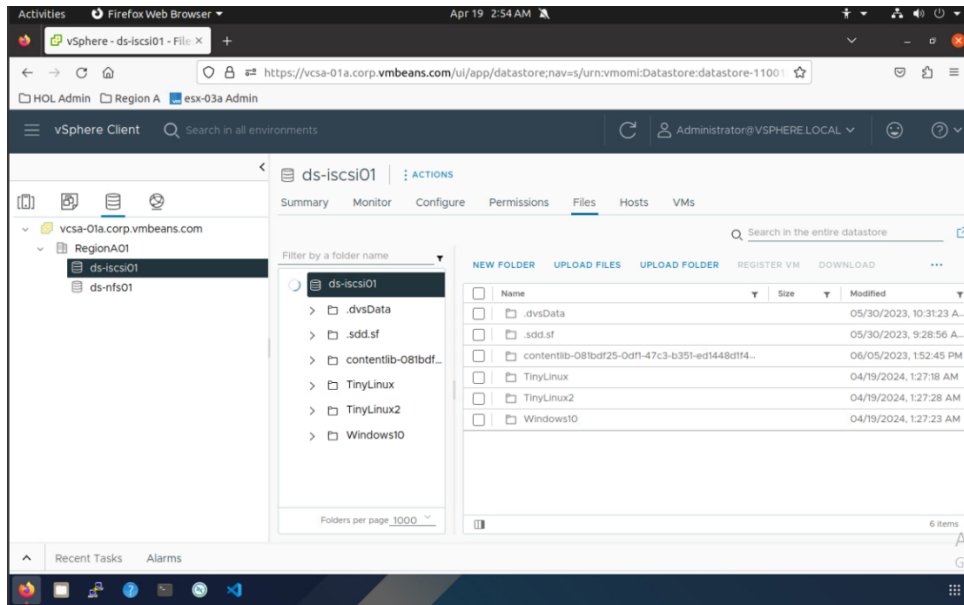 Activities Firefox Web Browser Apr 19 2:54 AM
vSphere - ds-iscsi01 - File
https://vcsa-01a.corp.vmbeans.com/ui/app/datastore;nav=s/urn:vmomi:Datastore:datastore-11001
HOL Admin Region A esx-03a Admin
vSphere Client Search in all environments Administrator@VSPHERE.LOCAL
ds-iscsi01 ACTIONS
Summary Monitor Configure Permissions Files Hosts VMs
vcsa-01a.corp.vmbeans.com
RegionA01
ds-iscsi01
ds-nfs01
Search in the entire datastore
Filter by a folder name
ds-iscsi01
.dvsData
.sdd.sf
contentlib-081bdf...
TinyLinux
TinyLinux2
Windows10
Folders per page 1000
NEW FOLDER UPLOAD FILES UPLOAD FOLDER REGISTER VM DOWNLOAD ...
Name Size Modified
.dvsData 05/30/2023, 10:31:23 A...
.sdd.sf 05/30/2023, 9:28:56 A...
contentlib-081bdf25-0df1-47c3-b351-ed1448d1f4... 06/05/2023, 1:52:45 PM
TinyLinux 04/19/2024, 1:27:18 AM
TinyLinux2 04/19/2024, 1:27:28 AM
Windows10 04/19/2024, 1:27:23 AM
6 items
A
G
Recent Tasks Alarms